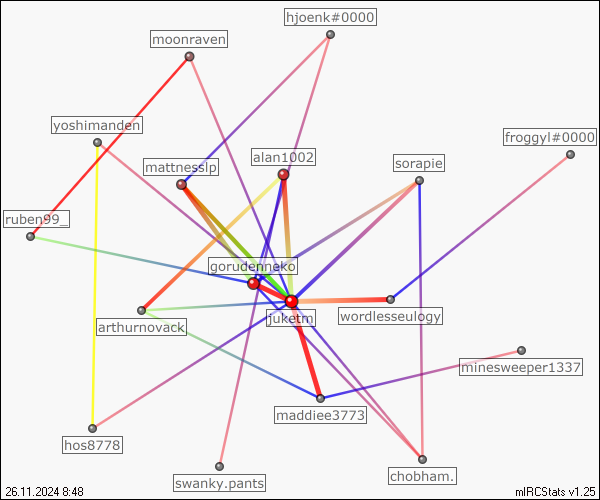 hjoenk#0000
moonraven
yoshimanden
froggyl#0000
alan1002
sorapie
mattnesslp
ruben99_
gorudenneko
juketm
wordlesseulogy
arthurnovack
minesweeper1337
maddiee3773
hos8778
swanky.pants
chobham.
26.11.2024 8:48
mIRCStats v1.25